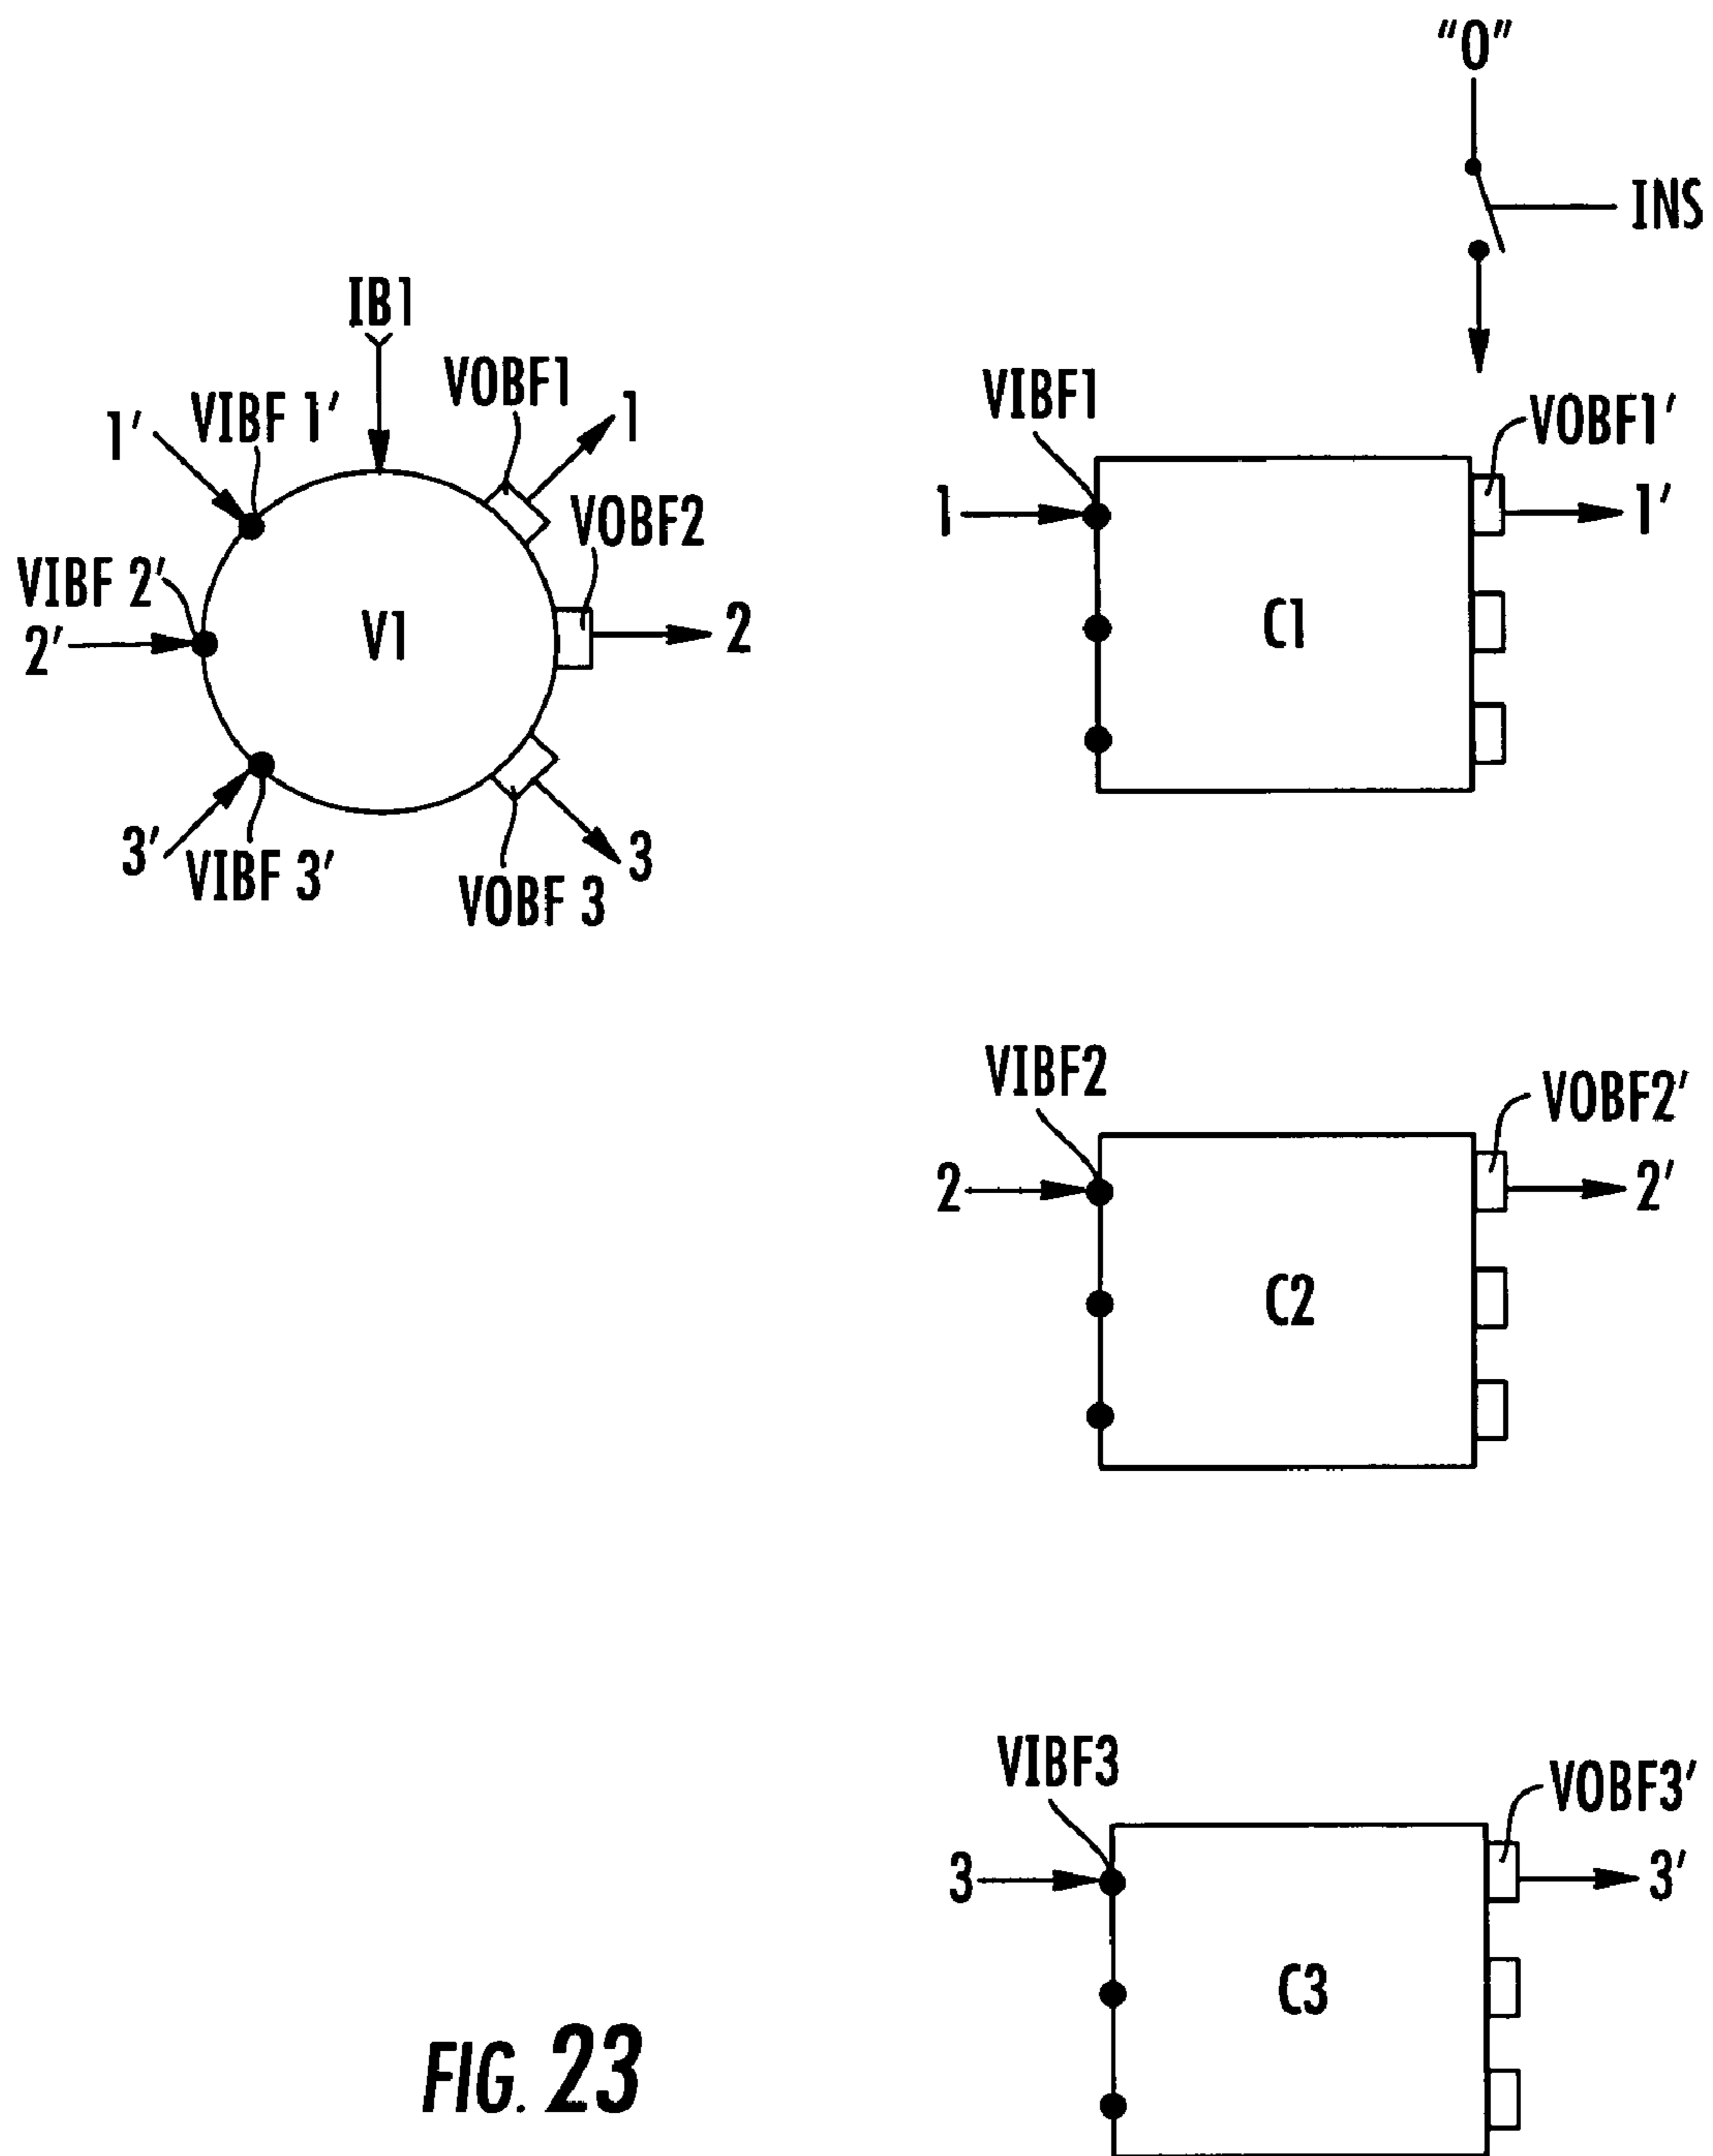 "0"
INS
IB1
VOBF1
1
VIBF 1'
1'
VOBF2
2
VIBF 2'
2'
V1
3'
VIBF 3'
3
VOBF 3
VIBF1
VOBF1'
1
1'
C1
VIBF2
VOBF2'
2
2'
C2
VIBF3
VOBF3'
3
3'
C3
FIG. 23